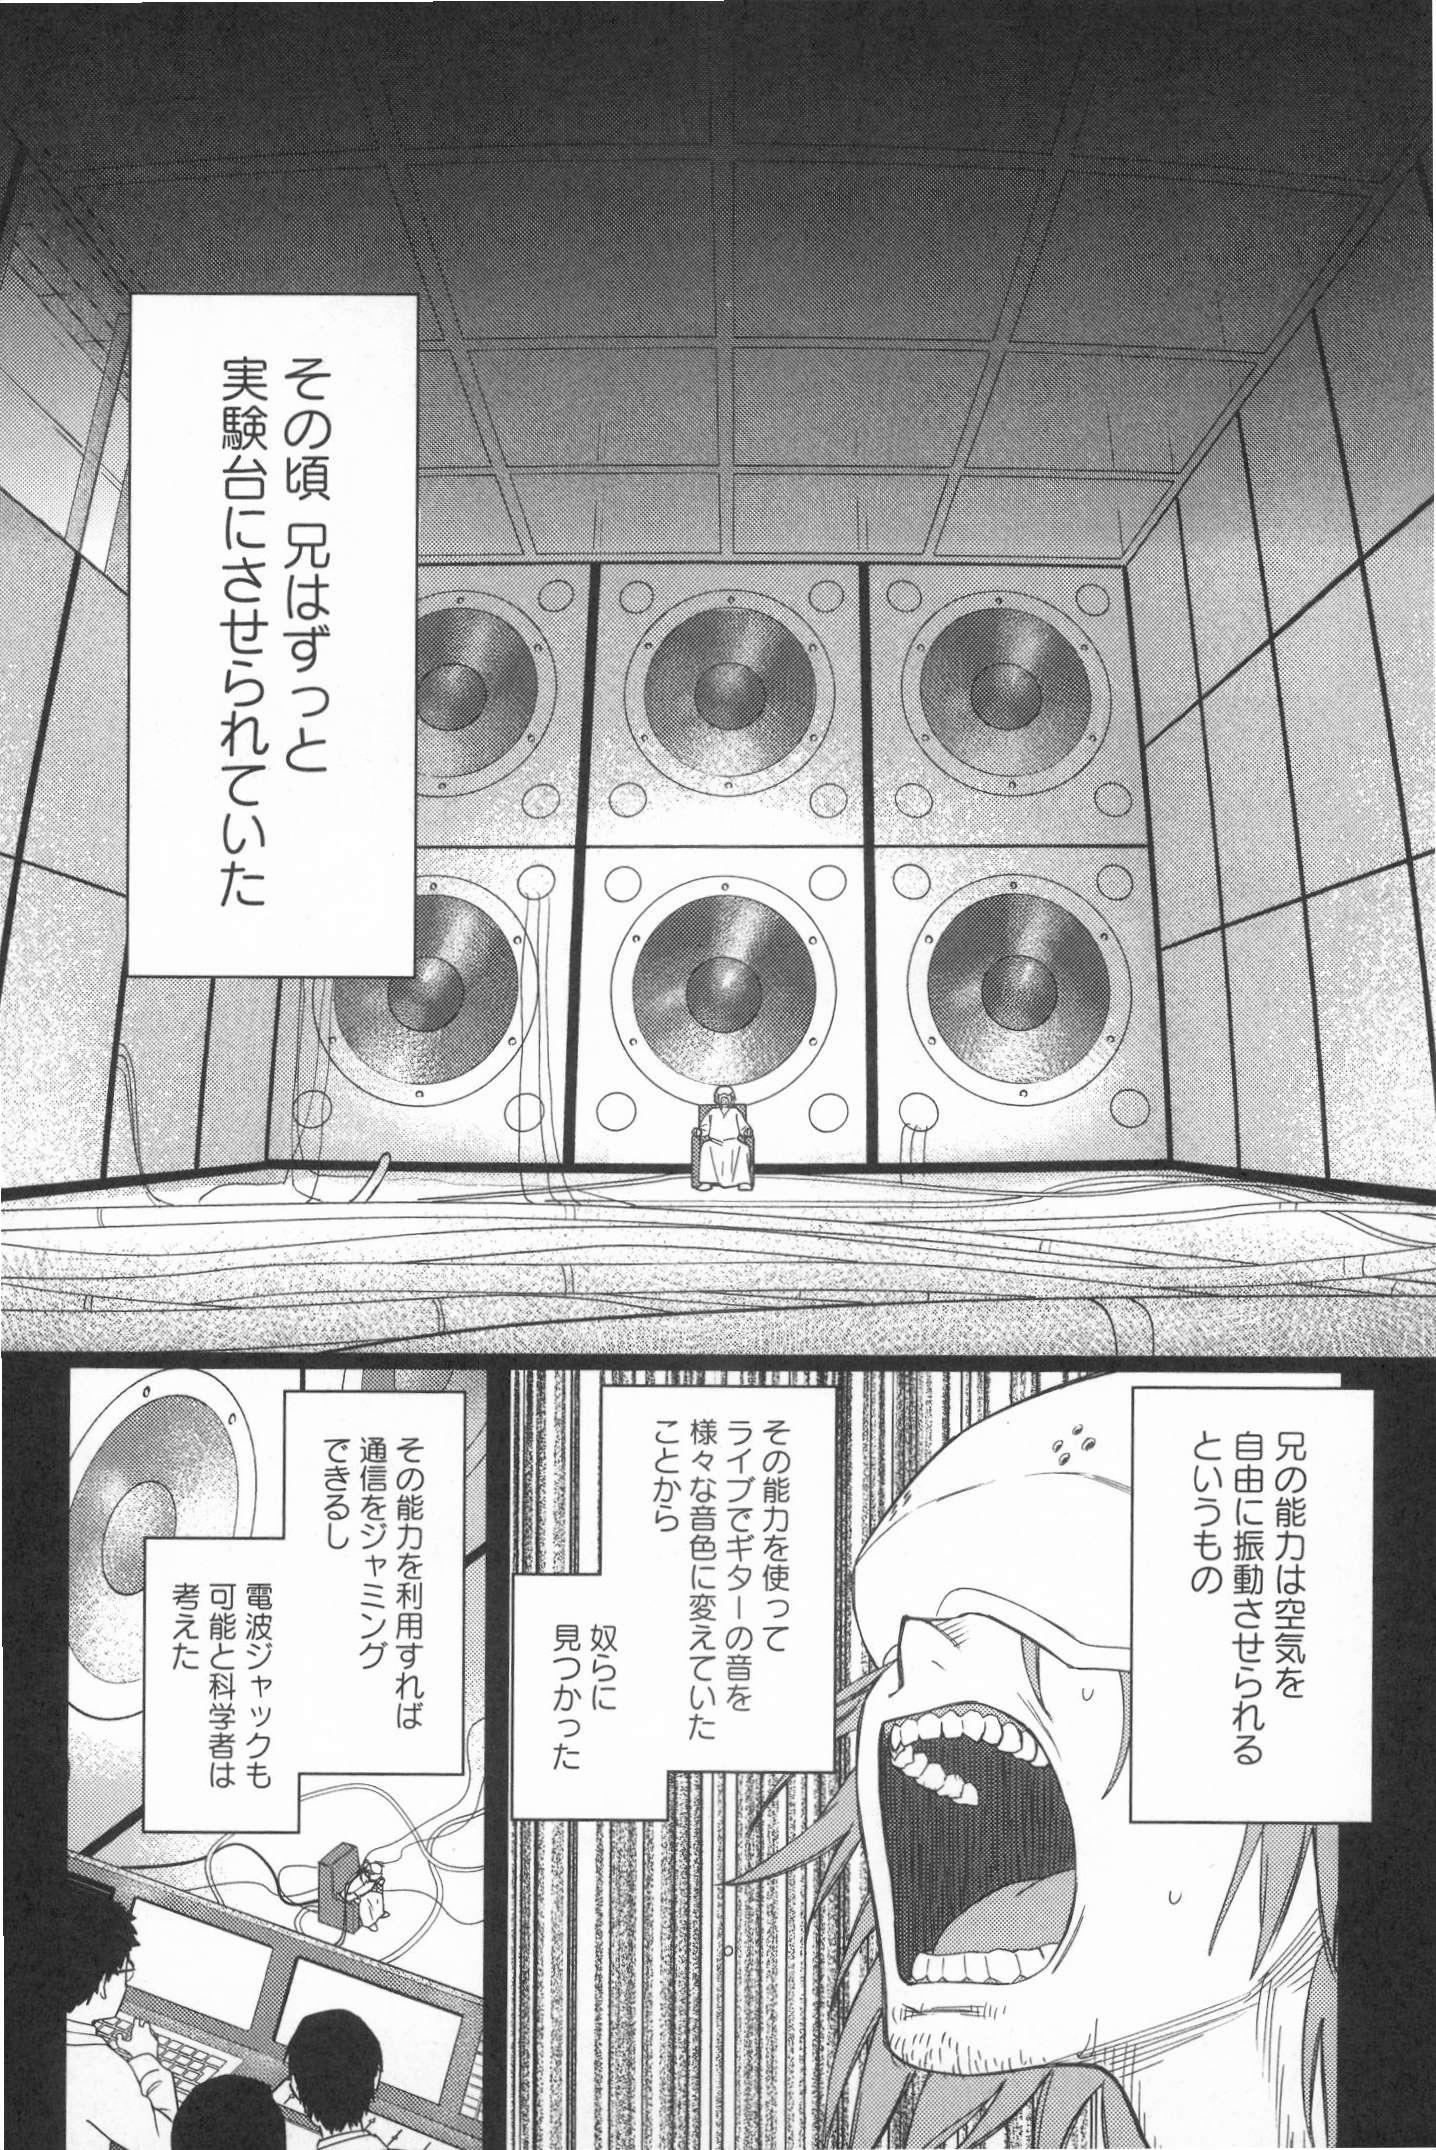 その頃 兄はずっと
実験台にさせられていた
兄の能力は空気を
自由に振動させられる
というもの
その能力を使って
ライブでギターの音を
様々な音色に変えていた
ことから
奴らに
見つかった
その能力を利用すれば
通信をジャミング
できるし
電波ジャックも
可能と科学者は
考えた